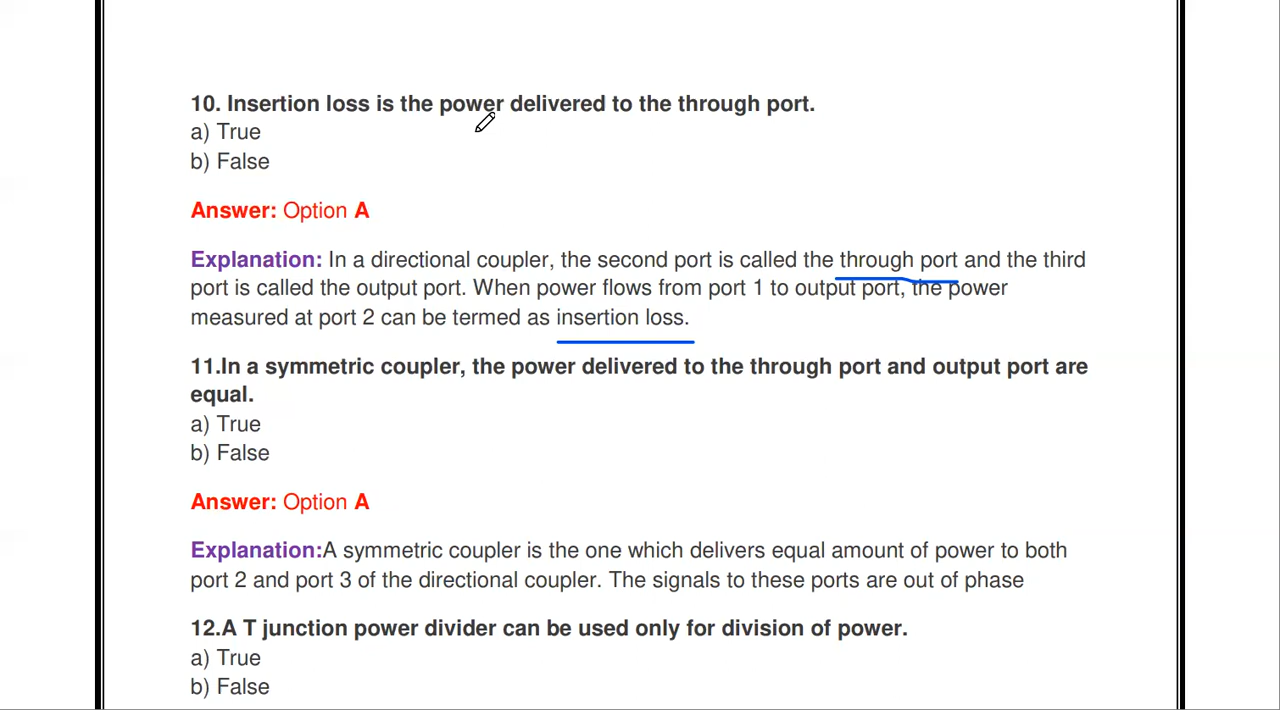 10. Insertion loss is the power delivered to the through port.
a) True
b) False
Answer: Option A
Explanation: In a directional coupler, the second port is called the through port and the third
port is called the output port. When power flows from port 1 to output port, the power
measured at port 2 can be termed as insertion loss.
11.In a symmetric coupler, the power delivered to the through port and output port are
equal.
a) True
b) False
Answer: Option A
Explanation:A symmetric coupler is the one which delivers equal amount of power to both
port 2 and port 3 of the directional coupler. The signals to these ports are out of phase
12.A T junction power divider can be used only for division of power.
a) True
b) False